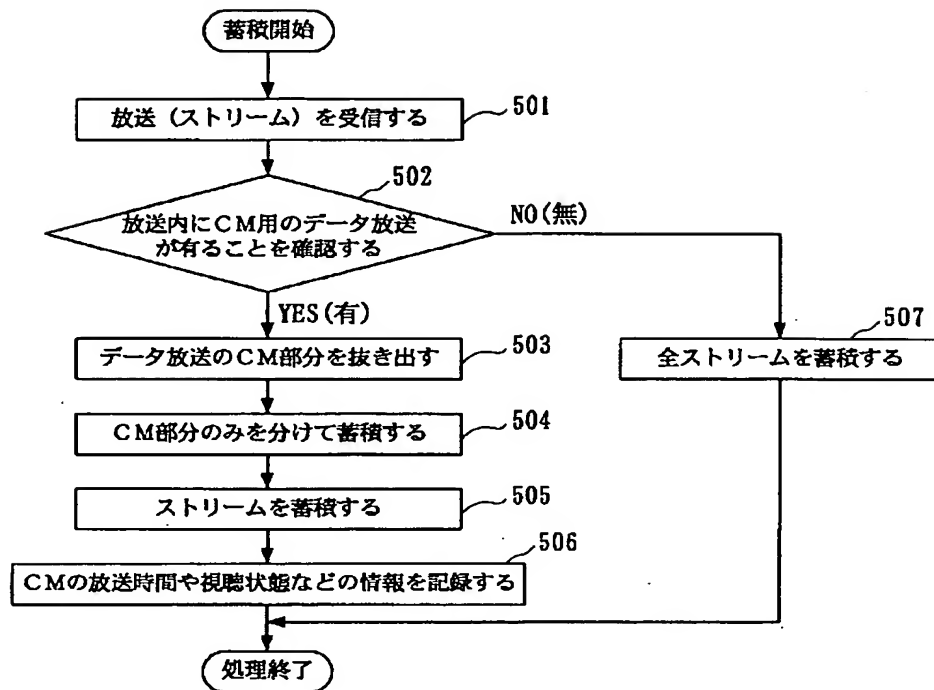 蓄積開始
放送（ストリーム）を受信する
501
502
放送内にＣＭ用のデータ放送
が有ることを確認する
NO(無)
YES(有)
データ放送のＣＭ部分を抜き出す
503
507
全ストリームを蓄積する
ＣＭ部分のみを分けて蓄積する
504
ストリームを蓄積する
505
506
ＣＭの放送時間や視聴状態などの情報を記録する
処理終了